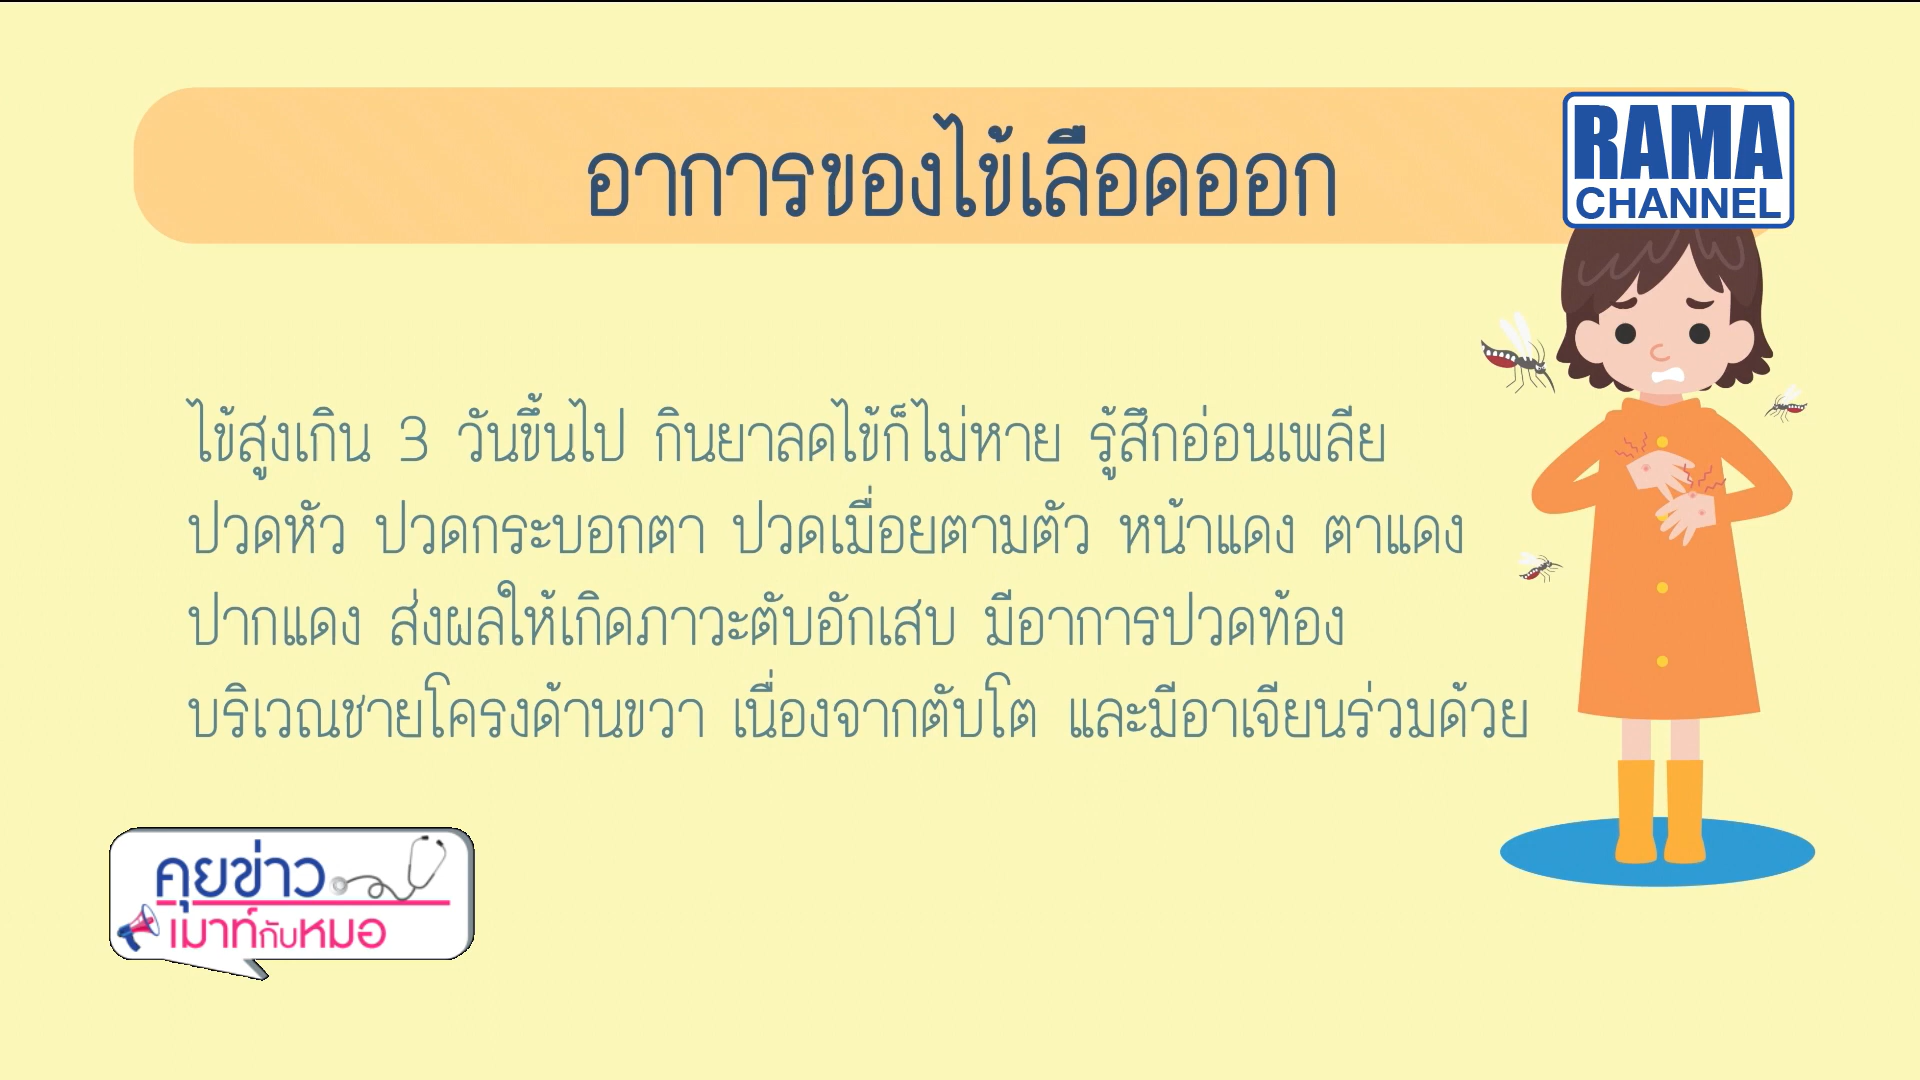 อาการของไข้เลือดออก
RAMA
CHANNEL
ไข้สูงเกิน 3 วันขึ้นไป กินยาลดไข้ก็ไม่หาย รู้สึกอ่อนเพลีย
ปวดหัว ปวดกระบอกตา ปวดเมื่อยตามตัว หน้าแดง ตาแดง
ปากแดง ส่งผลให้เกิดภาวะตับอักเสบ มีอาการปวดท้อง
บริเวณชายโครงด้านขวา เนื่องจากตับโต และมีอาเจียนร่วมด้วย
คุยข่าว
เมาท์กับหมอ